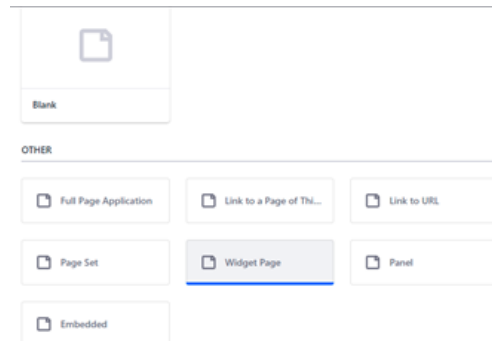 Blank
OTHER
Full Page Application
Link to a Page of Thi...
Link to URL
Page Set
Widget Page
Panel
Embedded